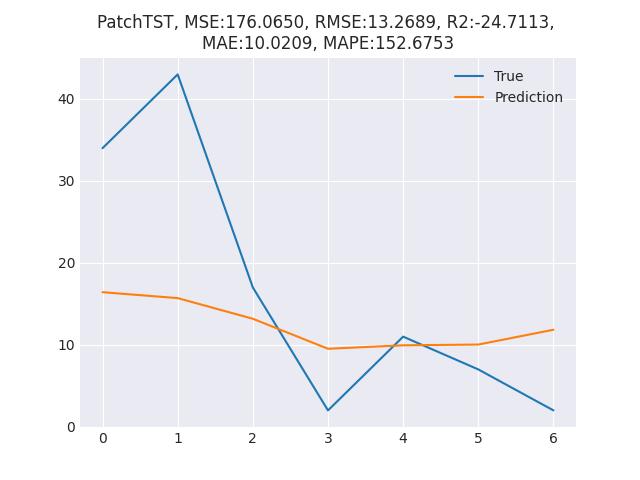 PatchTST, MSE:176.0650, RMSE:13.2689, R2:-24.7113,
MAE:10.0209, MAPE:152.6753
True
Prediction
40
30
20
10
0
0 1 2 3 4 5 6